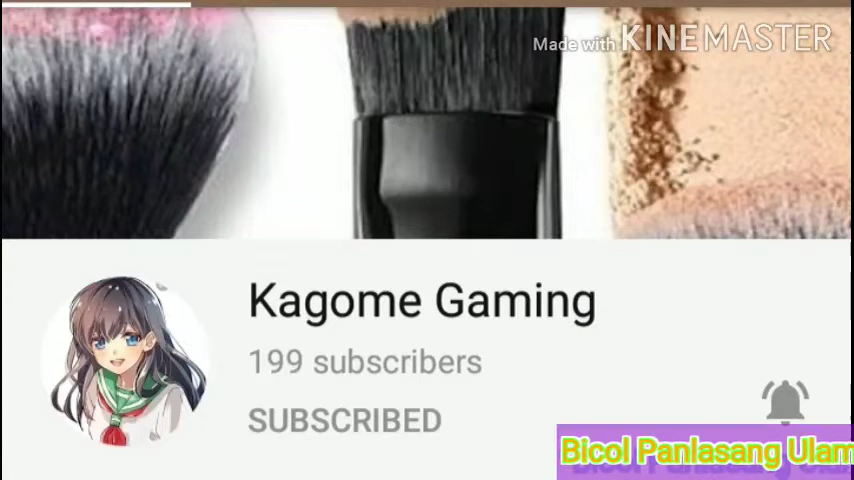 Made with KINEMASTER
Kagome Gaming
199 subscribers
SUBSCRIBED
Bicol Panlasang Ulam